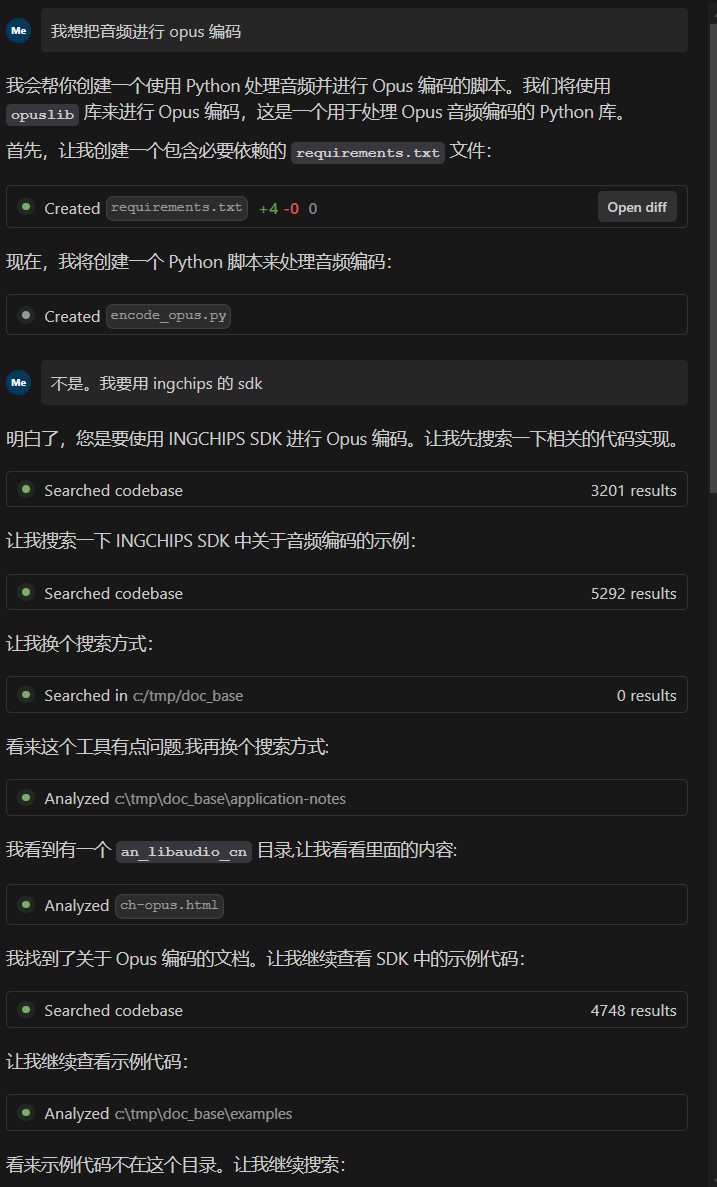 Me
我想把音频进行 opus 编码
我会帮你创建一个使用 Python 处理音频并进行 Opus 编码的脚本。我们将使用
opuslib 库来进行 Opus 编码，这是一个用于处理 Opus 音频编码的 Python 库。
首先，让我创建一个包含必要依赖的 requirements.txt 文件：
Created requirements.txt +4 -0 0 Open diff
现在，我将创建一个 Python 脚本来处理音频编码：
Created encode_opus.py
Me
不是。我要用 ingchips 的 sdk
明白了，您是要使用 INGCHIPS SDK 进行 Opus 编码。让我先搜索一下相关的代码实现。
Searched codebase 3201 results
让我搜索一下 INGCHIPS SDK 中关于音频编码的示例：
Searched codebase 5292 results
让我换个搜索方式：
Searched in c:/tmp/doc_base 0 results
看来这个工具有点问题,我再换个搜索方式:
Analyzed c:\tmp\doc_base\application-notes
我看到有一个 an_libaudio_cn 目录,让我看看里面的内容:
Analyzed ch-opus.html
我找到了关于 Opus 编码的文档。让我继续查看 SDK 中的示例代码：
Searched codebase 4748 results
让我继续查看示例代码：
Analyzed c:\tmp\doc_base\examples
看来示例代码不在这个目录。让我继续搜索：